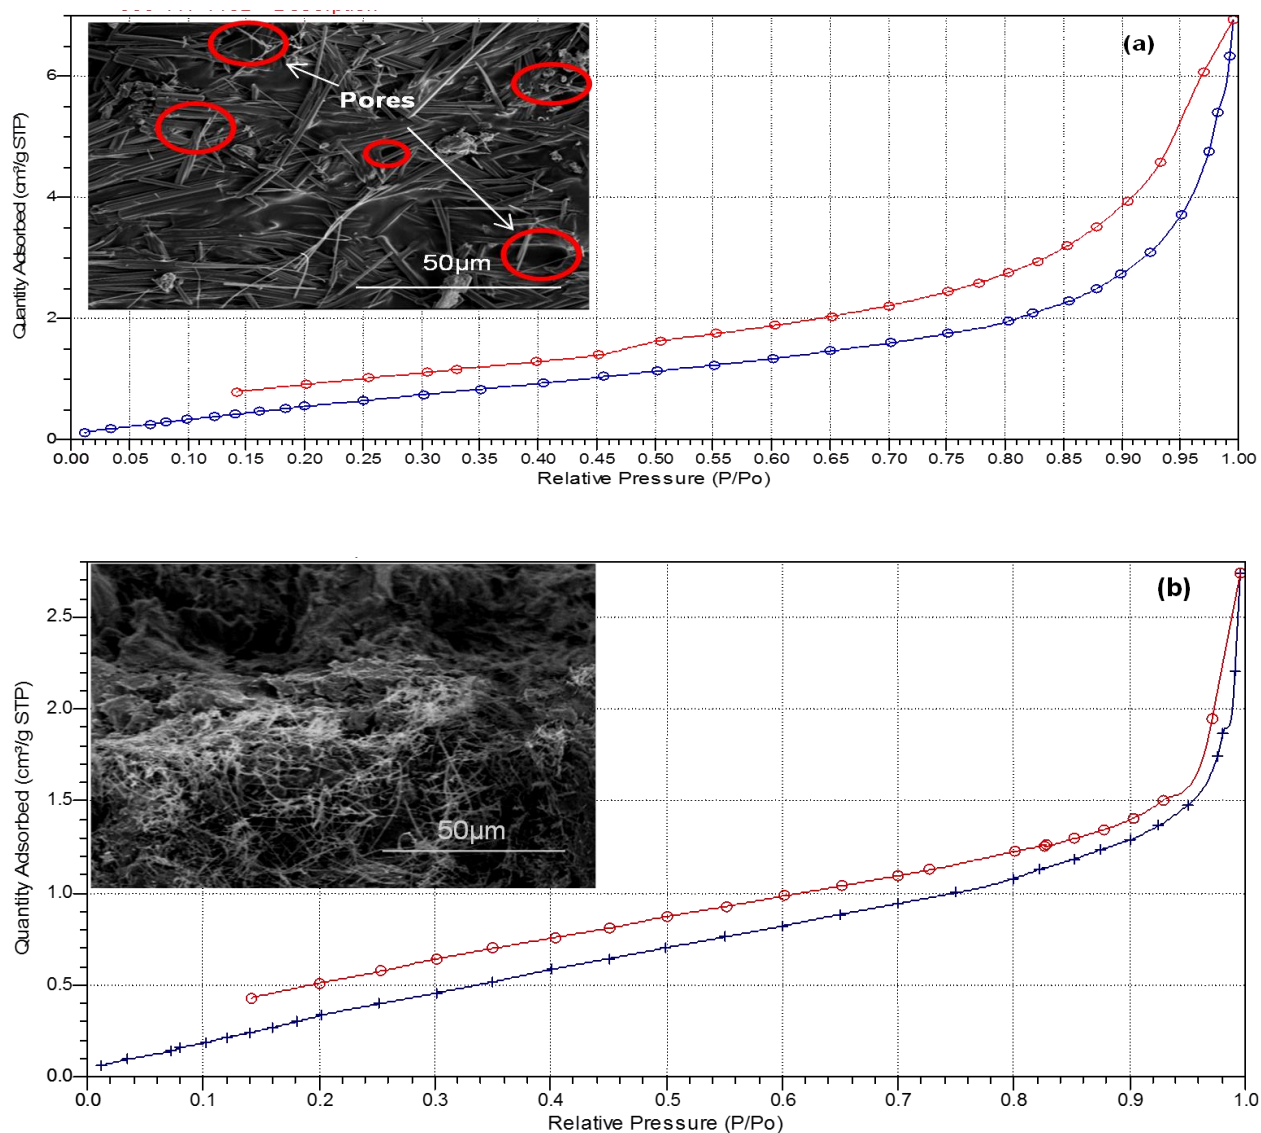 (a)
Pores
50µm
Quantity Adsorbed (cm³/g STP)
6
4
2
0
0.00 0.05 0.10 0.15 0.20 0.25 0.30 0.35 0.40 0.45 0.50 0.55 0.60 0.65 0.70 0.75 0.80 0.85 0.90 0.95 1.00
Relative Pressure (P/Po)
(b)
50µm
Quantity Adsorbed (cm³/g STP)
2.5
2.0
1.5
1.0
0.5
0.0
0.0 0.1 0.2 0.3 0.4 0.5 0.6 0.7 0.8 0.9 1.0
Relative Pressure (P/Po)